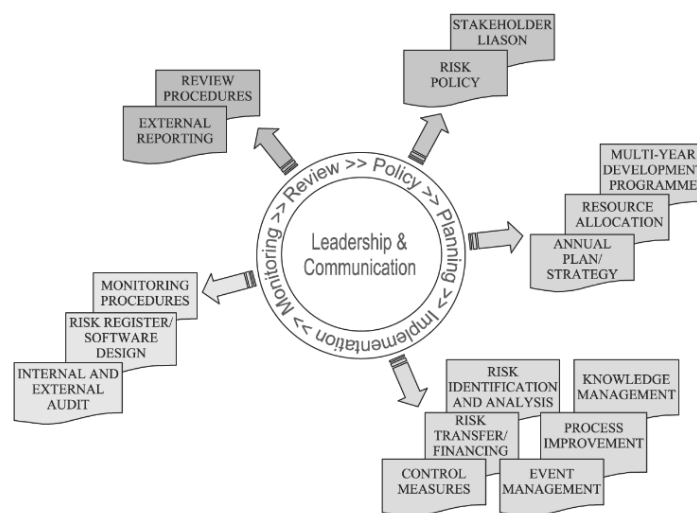 STAKEHOLDER
LIASON
RISK
POLICY
REVIEW
PROCEDURES
EXTERNAL
REPORTING
MULTI-YEAR
DEVELOPMENT
PROGRAMME
RESOURCE
ALLOCATION
ANNUAL
PLAN/
STRATEGY
Monitoring >> Review >> Policy >> Planning >> Implementation >>
Leadership &
Communication
MONITORING
PROCEDURES
RISK REGISTER/
SOFTWARE
DESIGN
INTERNAL AND
EXTERNAL
AUDIT
RISK
IDENTIFICATION
AND ANALYSIS
KNOWLEDGE
MANAGEMENT
RISK
TRANSFER/
FINANCING
PROCESS
IMPROVEMENT
CONTROL
MEASURES
EVENT
MANAGEMENT